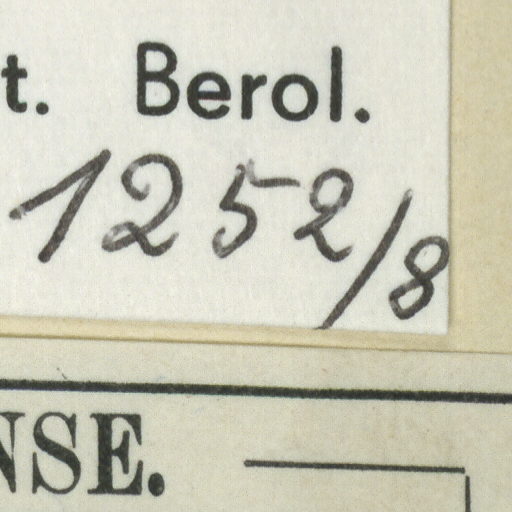 t. Berol.
1252/8
NSE.